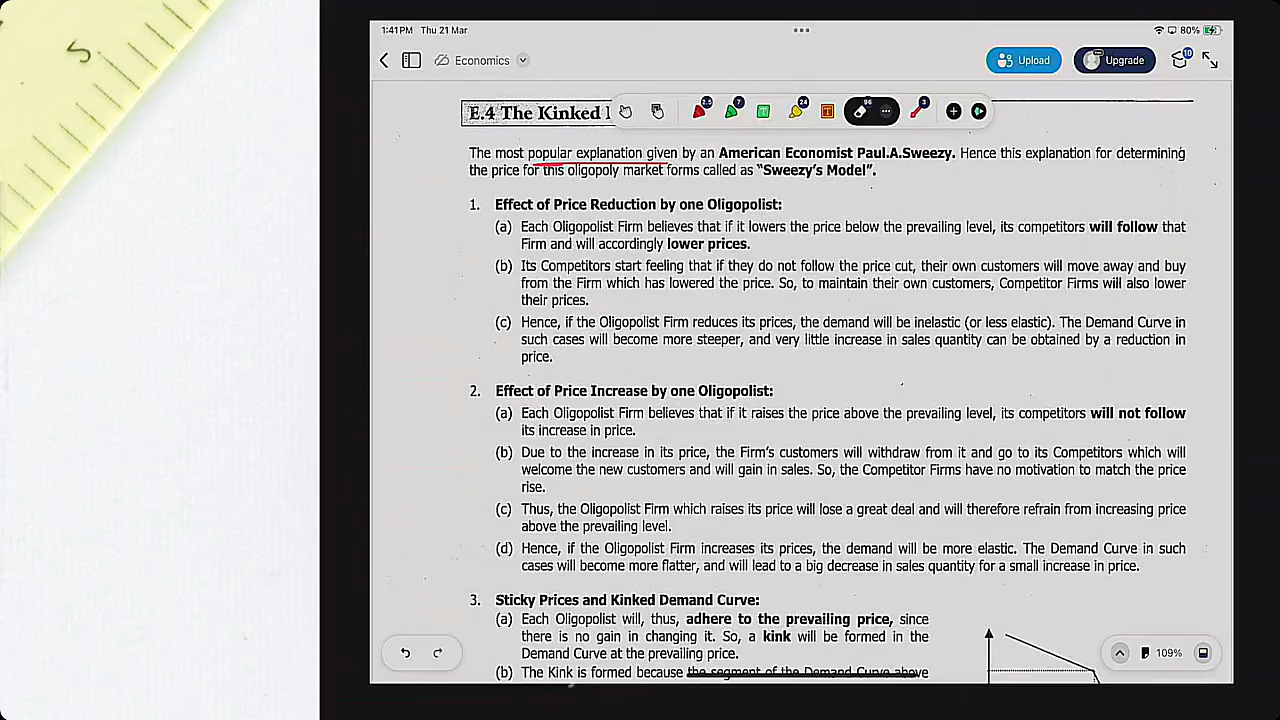 5
1:41 PM Thu 21 Mar
80%
Economics
Upload
Upgrade
10
E.4 The Kinked
2.5
7
24
96
3
The most popular explanation given by an American Economist Paul.A.Sweezy. Hence this explanation for determining
the price for this oligopoly market forms called as “Sweezy's Model”.
1. Effect of Price Reduction by one Oligopolist:
(a) Each Oligopolist Firm believes that if it lowers the price below the prevailing level, its competitors will follow that
Firm and will accordingly lower prices.
(b) Its Competitors start feeling that if they do not follow the price cut, their own customers will move away and buy
from the Firm which has lowered the price. So, to maintain their own customers, Competitor Firms will also lower
their prices.
(c) Hence, if the Oligopolist Firm reduces its prices, the demand will be inelastic (or less elastic). The Demand Curve in
such cases will become more steeper, and very little increase in sales quantity can be obtained by a reduction in
price.
2. Effect of Price Increase by one Oligopolist:
(a) Each Oligopolist Firm believes that if it raises the price above the prevailing level, its competitors will not follow
its increase in price.
(b) Due to the increase in its price, the Firm's customers will withdraw from it and go to its Competitors which will
welcome the new customers and will gain in sales. So, the Competitor Firms have no motivation to match the price
rise.
(c) Thus, the Oligopolist Firm which raises its price will lose a great deal and will therefore refrain from increasing price
above the prevailing level.
(d) Hence, if the Oligopolist Firm increases its prices, the demand will be more elastic. The Demand Curve in such
cases will become more flatter, and will lead to a big decrease in sales quantity for a small increase in price.
3. Sticky Prices and Kinked Demand Curve:
(a) Each Oligopolist will, thus, adhere to the prevailing price, since
there is no gain in changing it. So, a kink will be formed in the
Demand Curve at the prevailing price.
(b) The Kink is formed because the segment of the Demand Curve above
109%